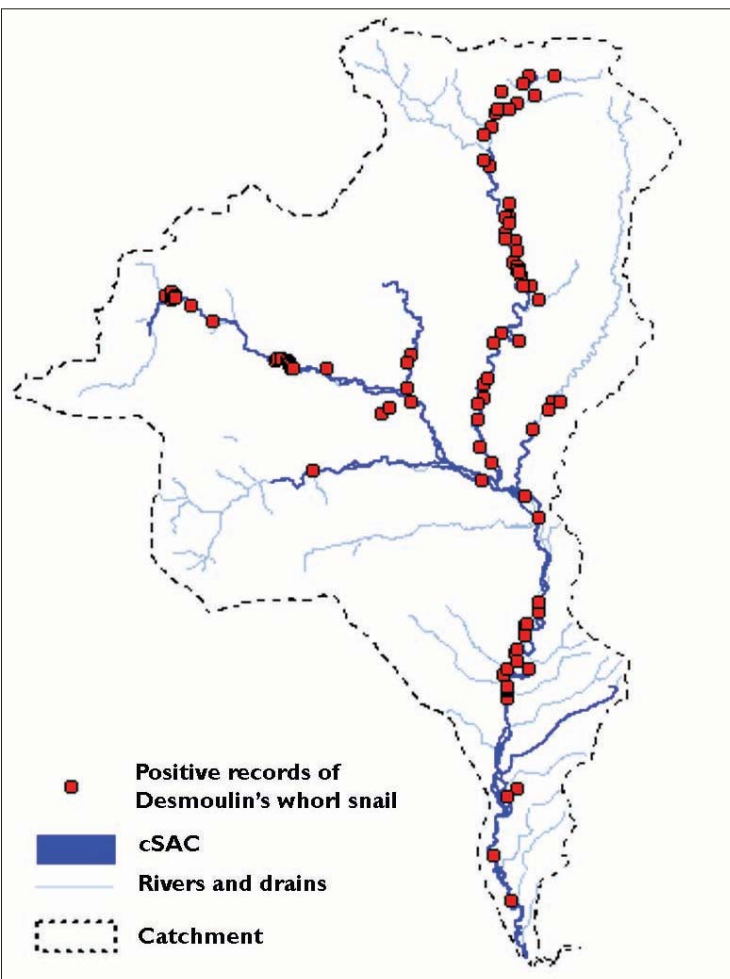 Positive records of
Desmoulin's whorl snail
cSAC
Rivers and drains
Catchment